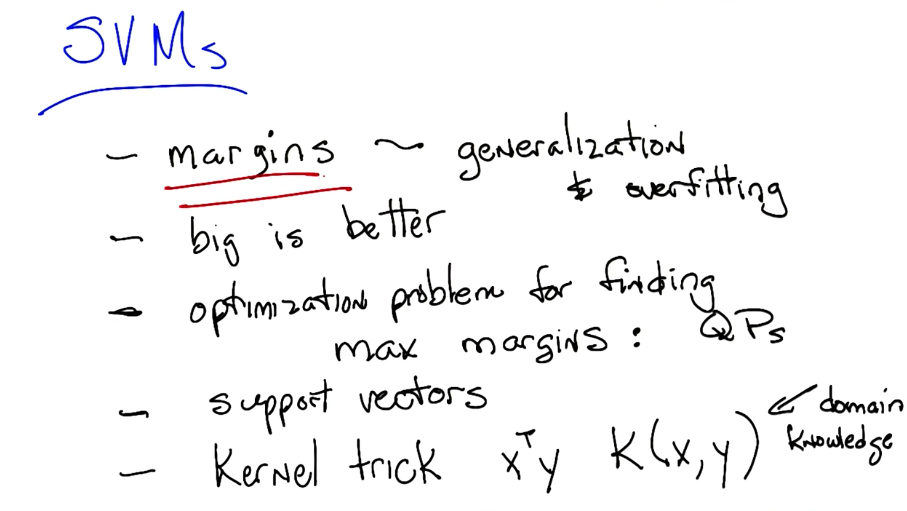 SVMs
- margins ~ generalization
& overfitting
- big is better
- optimization problem for finding
max margins: QPs
- support vectors
- Kernel trick xᵀy K(x,y) ← domain
knowledge